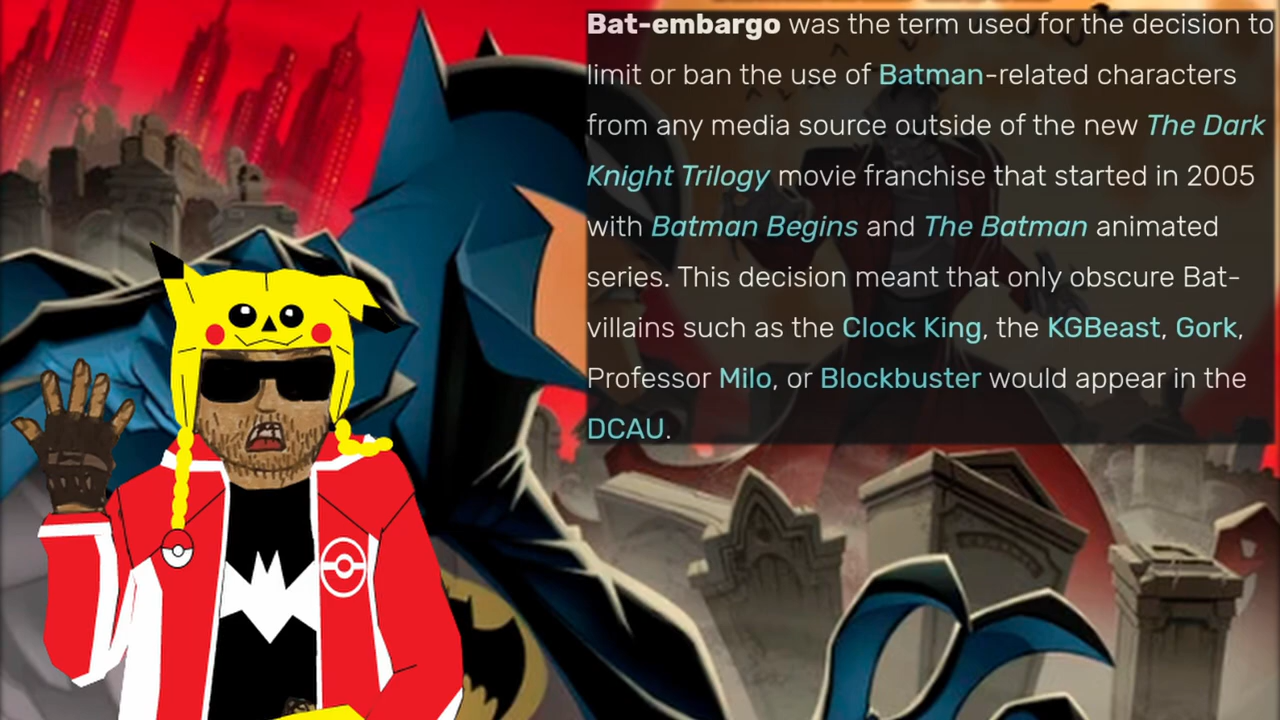 Bat-embargo was the term used for the decision to
limit or ban the use of Batman-related characters
from any media source outside of the new The Dark
Knight Trilogy movie franchise that started in 2005
with Batman Begins and The Batman animated
series. This decision meant that only obscure Bat-
villains such as the Clock King, the KGBeast, Gork,
Professor Milo, or Blockbuster would appear in the
DCAU.